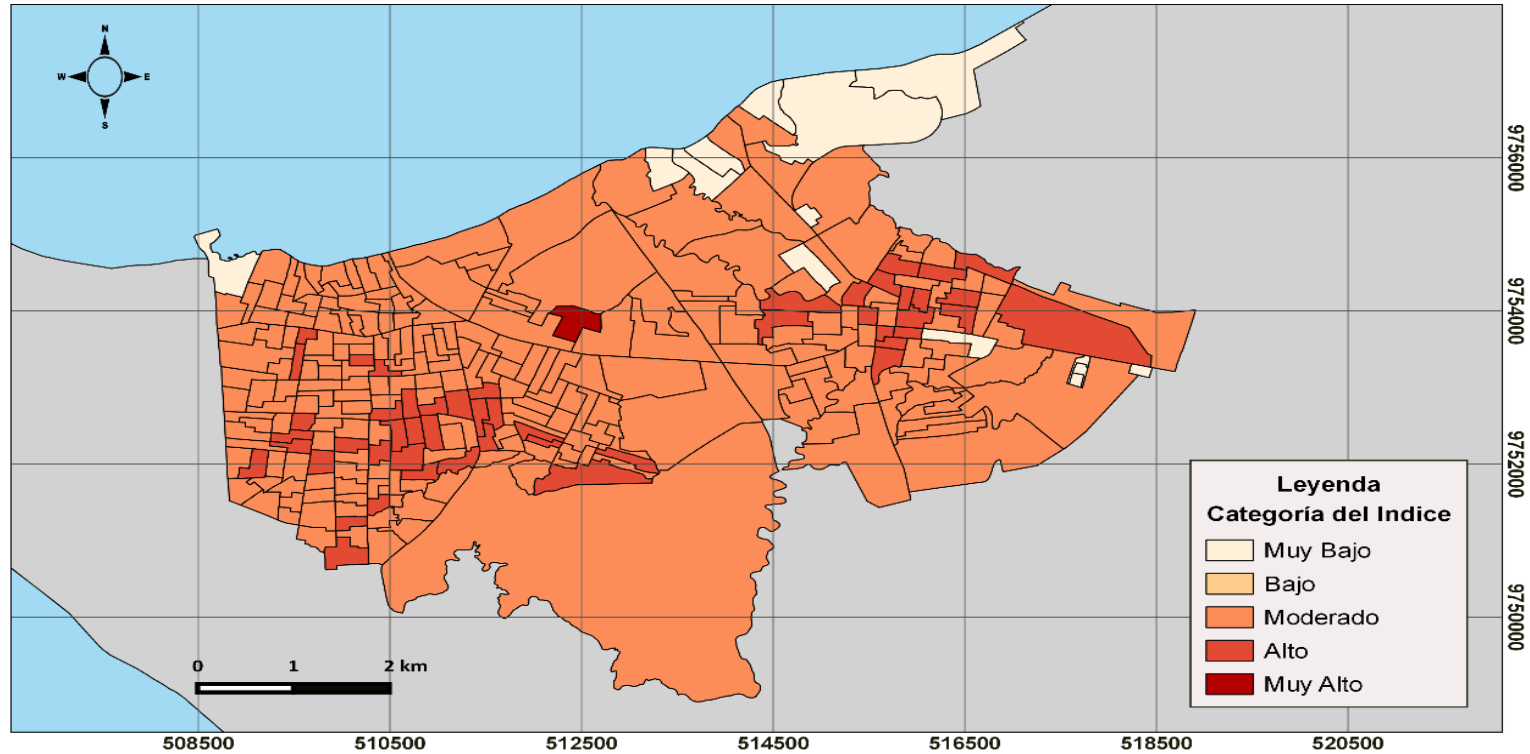 N
W E
S
9756000
9754000
9752000
9750000
Leyenda
Categoría del Indice
Muy Bajo
Bajo
Moderado
Alto
Muy Alto
0 1 2 km
508500 510500 512500 514500 516500 518500 520500